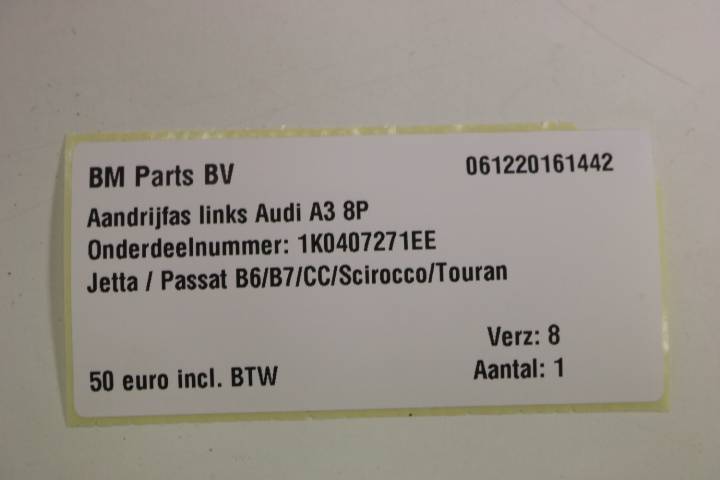 BM Parts BV 061220161442
Aandrijfas links Audi A3 8P
Onderdeelnummer: 1K0407271EE
Jetta / Passat B6/B7/CC/Scirocco/Touran
Verz: 8
50 euro incl. BTW Aantal: 1